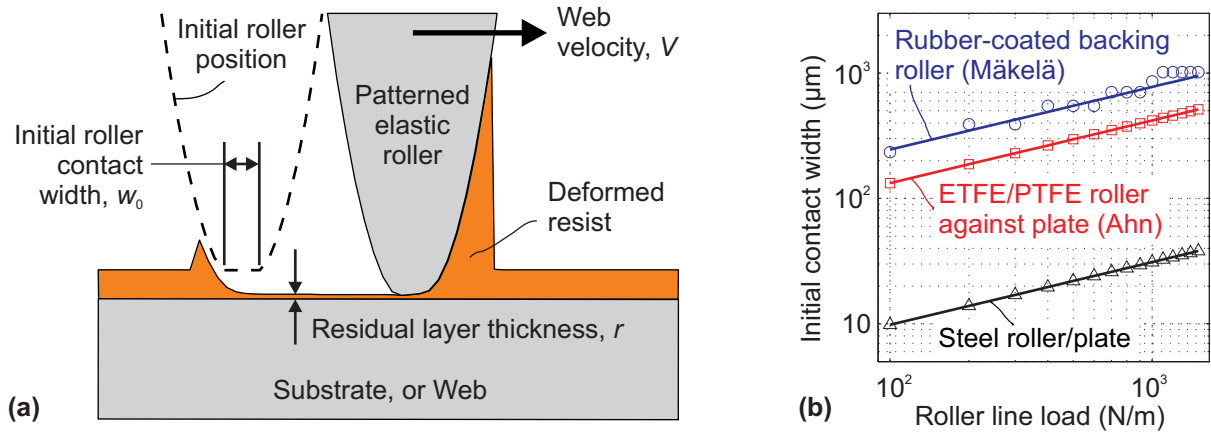 Initial roller
position
Initial roller
contact
width, w₀
Web
velocity, V
Patterned
elastic
roller
Deformed
resist
Residual layer thickness, r
Substrate, or Web
(a)
Initial contact width (μm)
10³
10²
10
Rubber-coated backing
roller (Mäkelä)
ETFE/PTFE roller
against plate (Ahn)
Steel roller/plate
10²
10³
Roller line load (N/m)
(b)